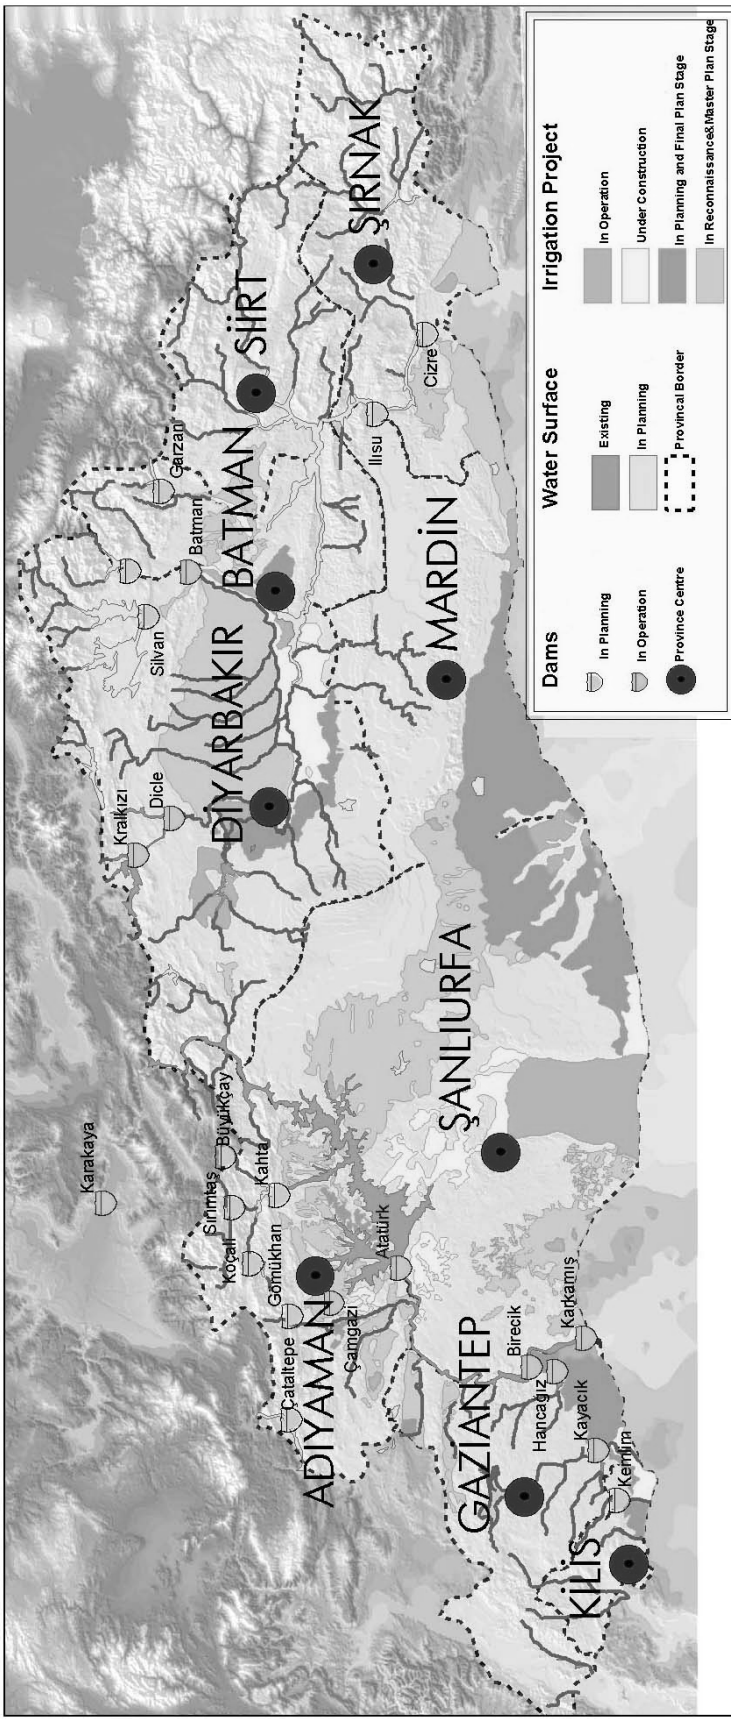 Karakaya
Kralkızı
Dicle
Silvan
Batman
Garzan
Büyükçay
Sırımtaş
Koçali
Kahta
Gömükhan
Cataltepe
Çamgazi
Atatürk
ADIYAMAN
DİYARBAKIR
BATMAN
SİİRT
ŞIRNAK
Ilısu
Cizre
MARDİN
ŞANLIURFA
GAZİANTEP
KİLİS
Birecik
Hancağız
Karkamış
Kayacık
Kemlim
Dams
In Planning
In Operation
Province Centre
Water Surface
Existing
In Planning
Provincal Border
Irrigation Project
In Operation
Under Construction
In Planning and Final Plan Stage
In Reconnaissance&Master Plan Stage